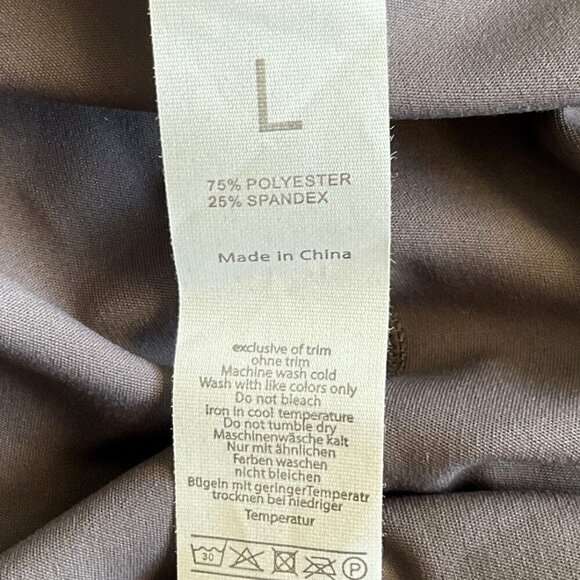 L
75% POLYESTER
25% SPANDEX
Made in China
exclusive of trim
ohne trim
Machine wash cold
Wash with like colors only
Do not bleach
Iron in cool temperature
Do not tumble dry
Maschinenwäsche kalt
Nur mit ähnlichen
Farben waschen
nicht bleichen
Bügeln mit geringerTemperatr
trocknen bei niedriger
Temperatur
30 P